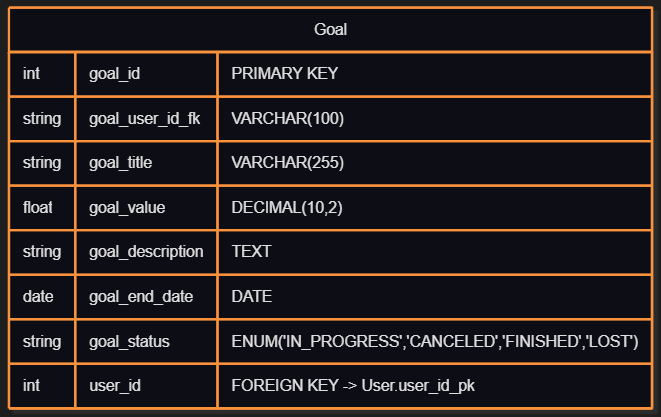 Goal
int goal_id PRIMARY KEY
string goal_user_id_fk VARCHAR(100)
string goal_title VARCHAR(255)
float goal_value DECIMAL(10,2)
string goal_description TEXT
date goal_end_date DATE
string goal_status ENUM('IN_PROGRESS','CANCELED','FINISHED','LOST')
int user_id FOREIGN KEY -> User.user_id_pk